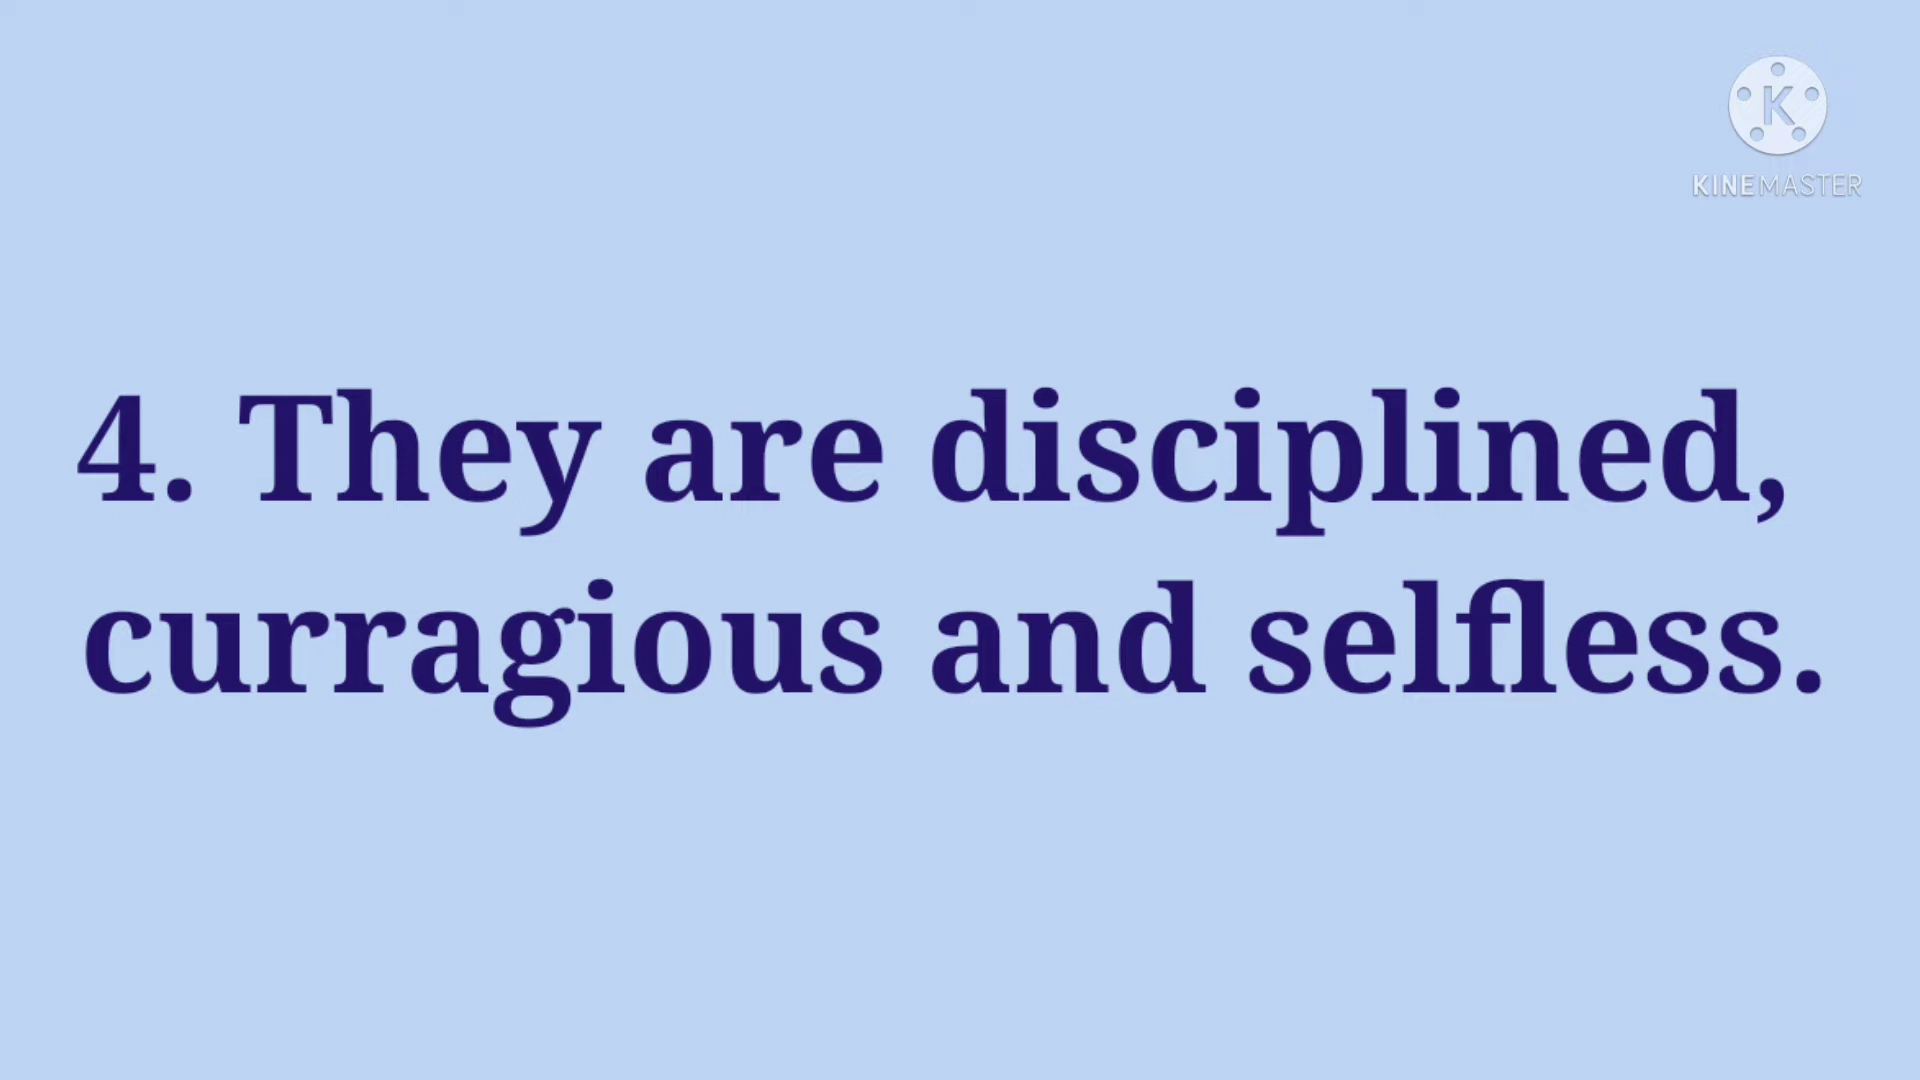 K
KINEMASTER
4. They are disciplined,
curragious and selfless.